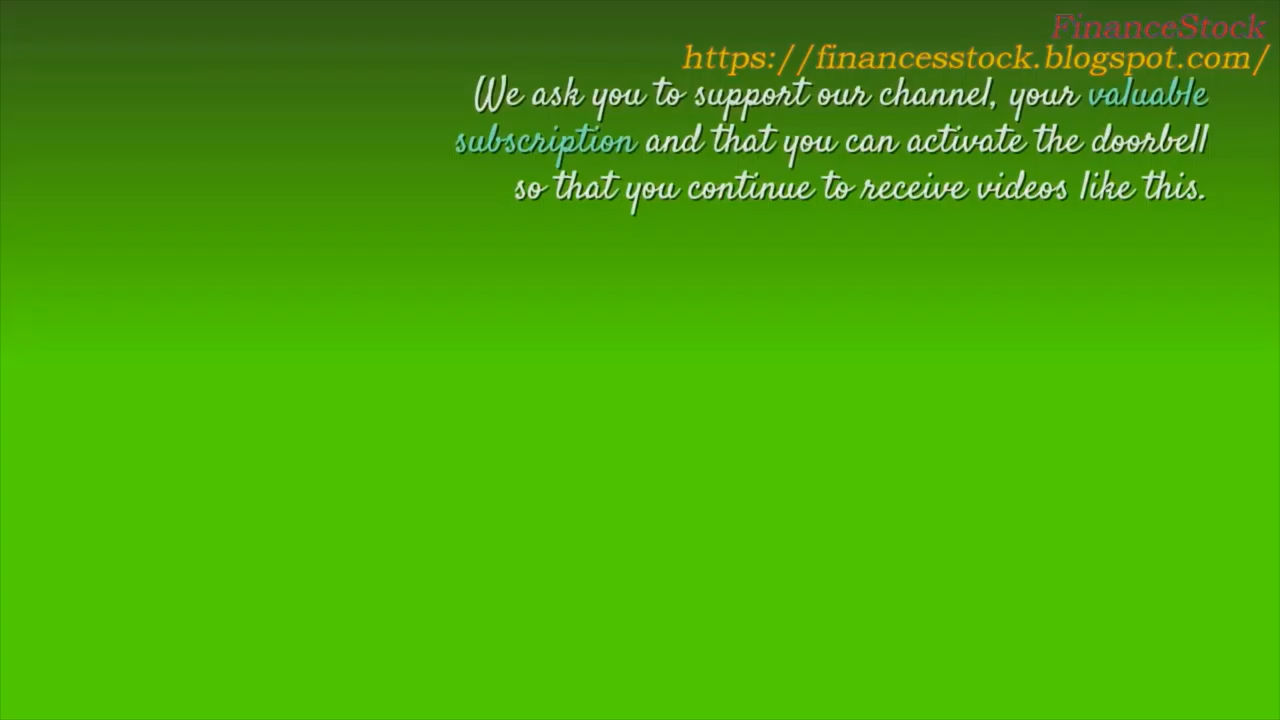 FinanceStock
https://financesstock.blogspot.com/
We ask you to support our channel, your valuable
subscription and that you can activate the doorbell
so that you continue to receive videos like this.